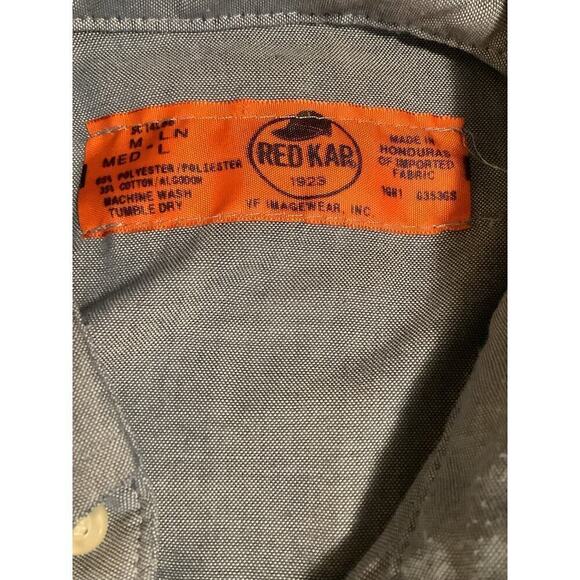 M - LN
MED - L
65% POLYESTER/POLIESTER
35% COTTON/ALGODON
MACHINE WASH
TUMBLE DRY
RED KAP
1923
VF IMAGEWEAR, INC.
MADE IN
HONDURAS
OF IMPORTED
FABRIC